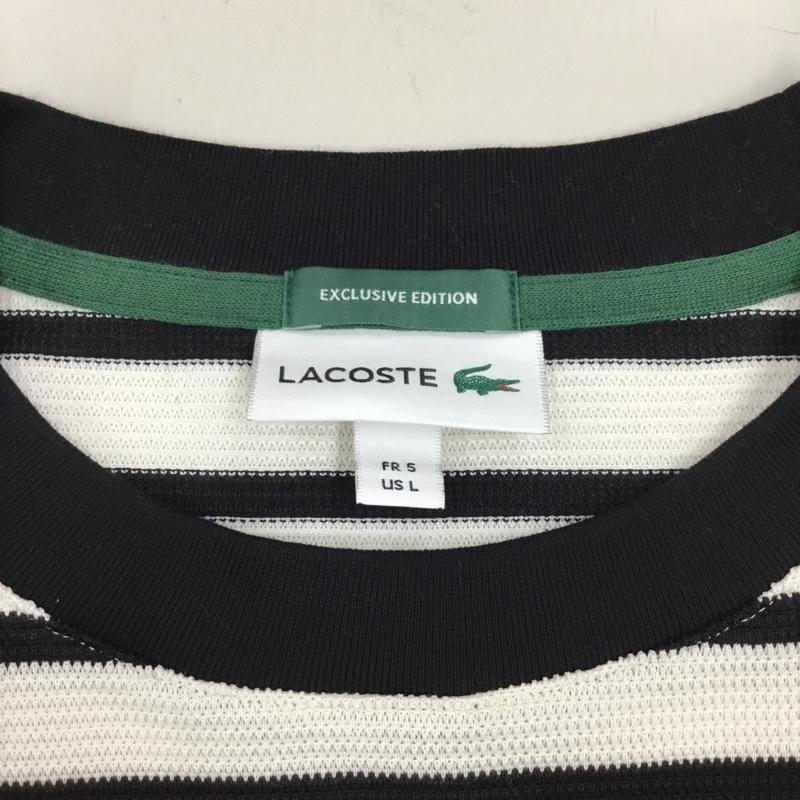 EXCLUSIVE EDITION
LACOSTE
FR 5
US L